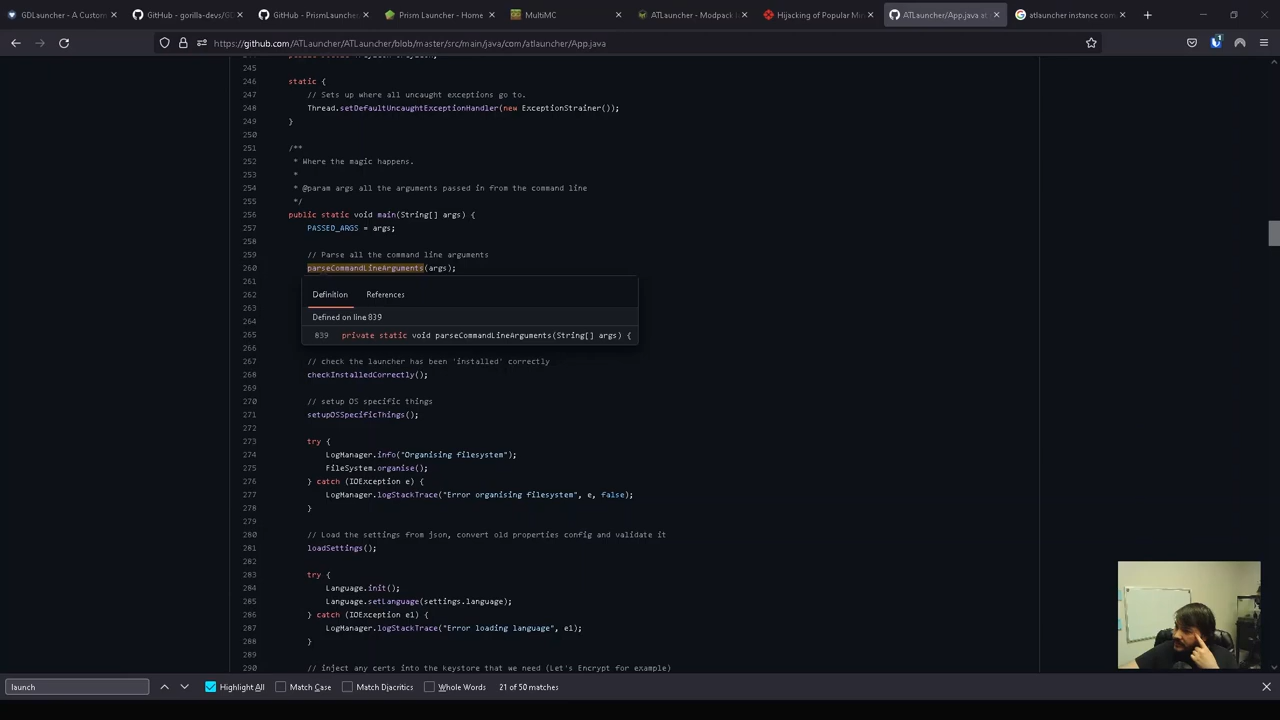 GDLauncher - A Custom
GitHub - gorilla-devs/GD
GitHub - PrismLauncher
Prism Launcher - Home
MultiMC
ATLauncher - Modpack
Hijacking of Popular Min
ATLauncher/App.java at
atlauncher instance com
https://github.com/ATLauncher/ATLauncher/blob/master/src/main/java/com/atlauncher/App.java
245
246 static {
247 // Sets up where all uncaught exceptions go to.
248 Thread.setDefaultUncaughtExceptionHandler(new ExceptionStrainer());
249 }
250
251 /**
252 * Where the magic happens.
253 *
254 * @param args all the arguments passed in from the command line
255 */
256 public static void main(String[] args) {
257 PASSED_ARGS = args;
258
259 // Parse all the command line arguments
260 parseCommandLineArguments(args);
261
262
263
265
Definition References
Defined on line 839
839 private static void parseCommandLineArguments(String[] args) {
267 // check the launcher has been 'installed' correctly
268 checkInstalledCorrectly();
269
270 // setup OS specific things
271 setupOSSpecificThings();
272
273 try {
274 LogManager.info("Organising filesystem");
275 FileSystem.organise();
276 } catch (IOException e) {
277 LogManager.logStackTrace("Error organising filesystem", e, false);
278 }
279
280 // Load the settings from json, convert old properties config and validate it
281 loadSettings();
282
283 try {
284 Language.init();
285 Language.setLanguage(settings.language);
286 } catch (IOException e1) {
287 LogManager.logStackTrace("Error loading language", e1);
288 }
289
290 // inject any certs into the keystore that we need (Let's Encrypt for example)
launch
Highlight All
Match Case
Match Diacritics
Whole Words
21 of 50 matches